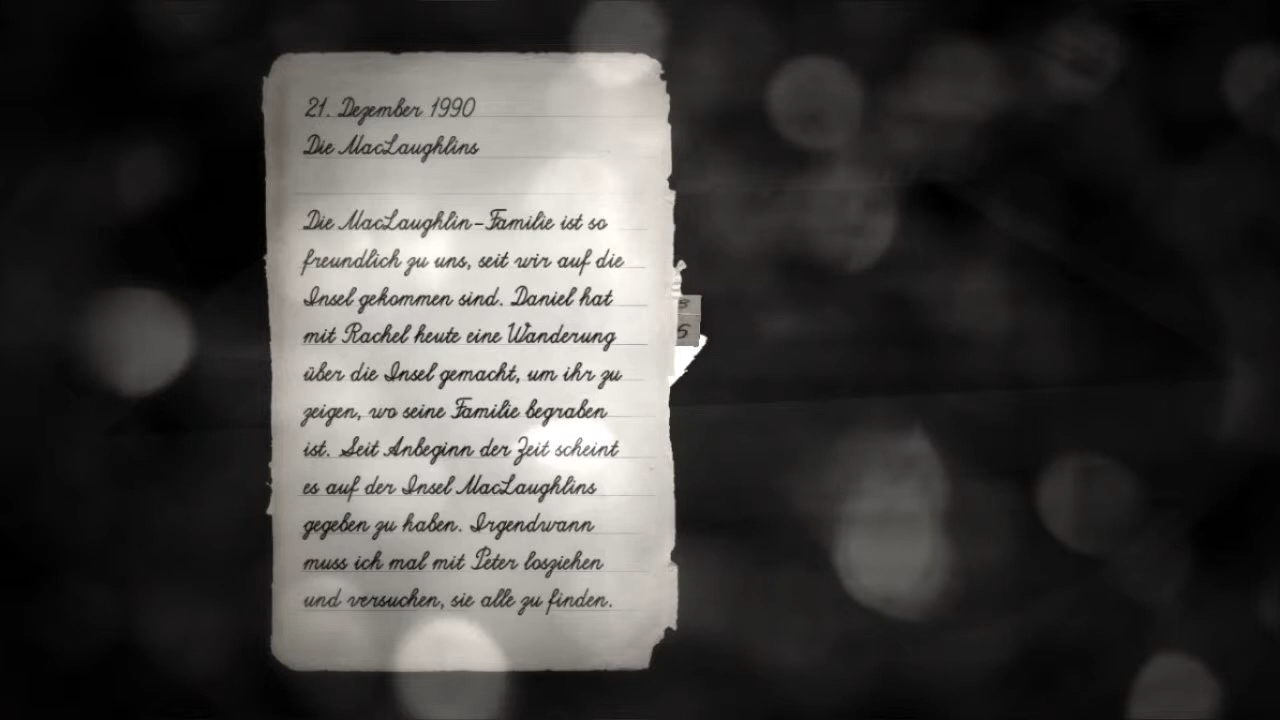 21. Dezember 1990
Die MacLaughlins
Die MacLaughlin-Familie ist so
freundlich zu uns, seit wir auf die
Insel gekommen sind. Daniel hat
mit Rachel heute eine Wanderung
über die Insel gemacht, um ihr zu
zeigen, wo seine Familie begraben
ist. Seit Anbeginn der Zeit scheint
es auf der Insel MacLaughlins
gegeben zu haben. Irgendwann
muss ich mal mit Peter losziehen
und versuchen, sie alle zu finden.